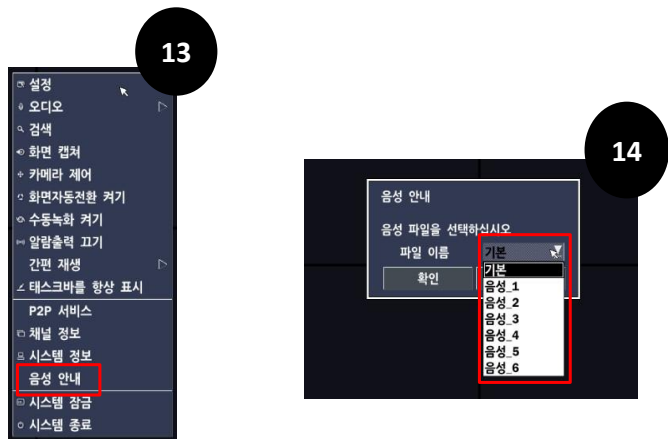 13
설정
오디오
검색
화면 캡쳐
카메라 제어
화면자동전환 켜기
수동녹화 켜기
알람출력 끄기
간편 재생
태스크바를 항상 표시
P2P 서비스
채널 정보
시스템 정보
음성 안내
시스템 잠금
시스템 종료
14
음성 안내
음성 파일을 선택하십시오
파일 이름 기본
확인
기본
음성_1
음성_2
음성_3
음성_4
음성_5
음성_6